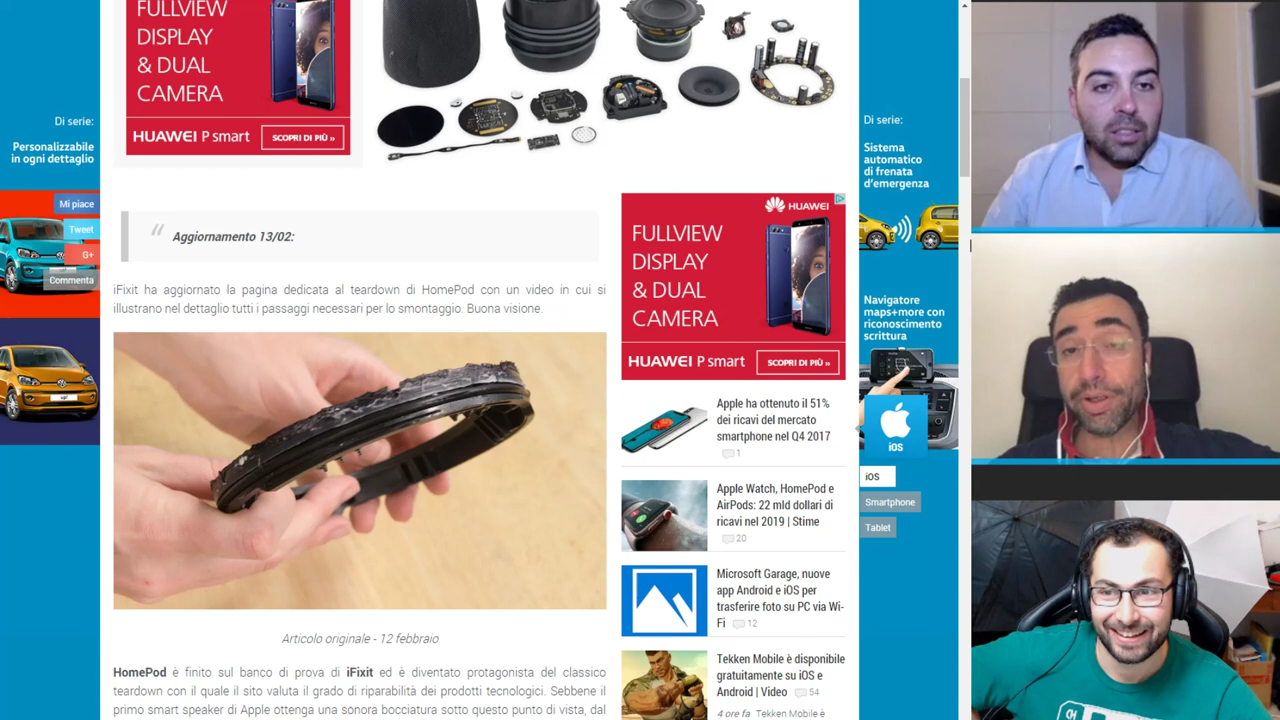 FULLVIEW
DISPLAY
& DUAL
CAMERA
HUAWEI P smart
SCOPRI DI PIÙ »
Di serie:
Personalizzabile
in ogni dettaglio
Mi piace
Tweet
G+
Commenta
Aggiornamento 13/02:
iFixit ha aggiornato la pagina dedicata al teardown di HomePod con un video in cui si
illustrano nel dettaglio tutti i passaggi necessari per lo smontaggio. Buona visione.
Articolo originale - 12 febbraio
HomePod è finito sul banco di prova di iFixit ed è diventato protagonista del classico
teardown con il quale il sito valuta il grado di riparabilità dei prodotti tecnologici. Sebbene il
primo smart speaker di Apple ottenga una sonora bocciatura sotto questo punto di vista, dal
HUAWEI
FULLVIEW
DISPLAY
& DUAL
CAMERA
HUAWEI P smart
SCOPRI DI PIÙ »
Apple ha ottenuto il 51%
dei ricavi del mercato
smartphone nel Q4 2017
1
Apple Watch, HomePod e
AirPods: 22 mld dollari di
ricavi nel 2019 | Stime
20
Microsoft Garage, nuove
app Android e iOS per
trasferire foto su PC via Wi-
Fi 12
Tekken Mobile è disponibile
gratuitamente su iOS e
Android | Video 54
4 ore fa Tekken Mobile è
Di serie:
Sistema
automatico
di frenata
d'emergenza
Navigatore
maps+more con
riconoscimento
scrittura
iOS
iOS
Smartphone
Tablet